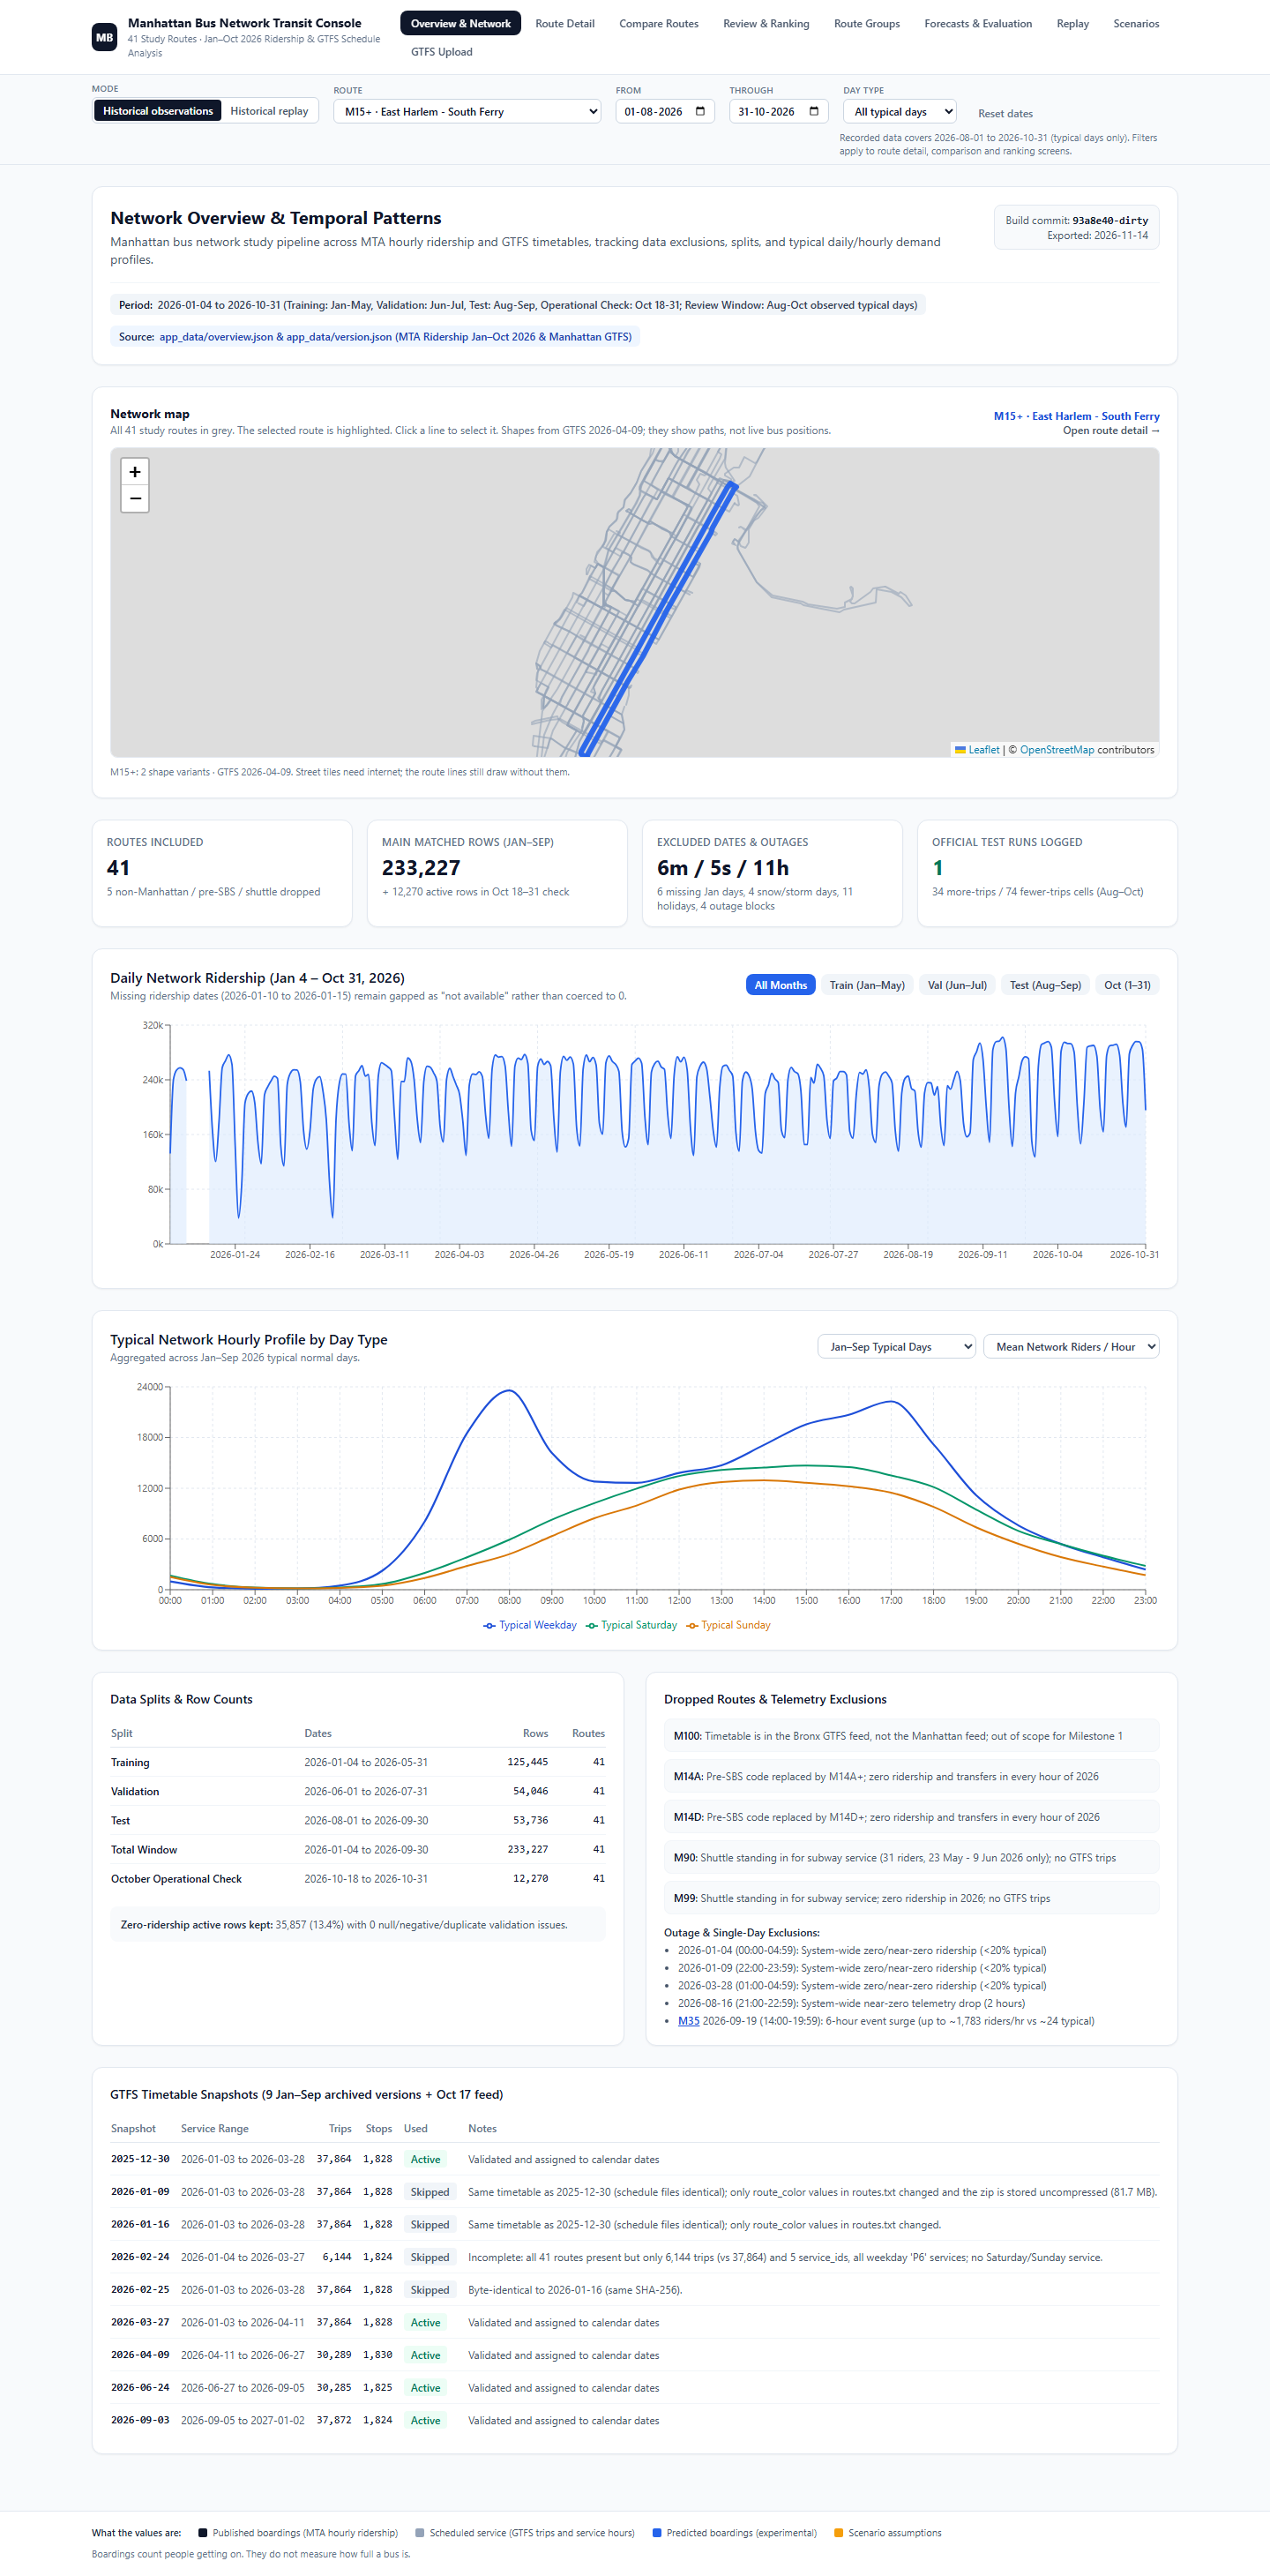 MB
Manhattan Bus Network Transit Console
41 Study Routes · Jan–Oct 2026 Ridership & GTFS Schedule
Analysis
Overview & Network
Route Detail
Compare Routes
Review & Ranking
Route Groups
Forecasts & Evaluation
Replay
Scenarios
GTFS Upload
MODE
Historical observations
Historical replay
ROUTE
M15+ · East Harlem - South Ferry
FROM
01-08-2026
THROUGH
31-10-2026
DAY TYPE
All typical days
Reset dates
Recorded data covers 2026-08-01 to 2026-10-31 (typical days only). Filters
apply to route detail, comparison and ranking screens.
Network Overview & Temporal Patterns
Manhattan bus network study pipeline across MTA hourly ridership and GTFS timetables, tracking data exclusions, splits, and typical daily/hourly demand
profiles.
Build commit: 93a8e40-dirty
Exported: 2026-11-14
Period: 2026-01-04 to 2026-10-31 (Training: Jan-May, Validation: Jun-Jul, Test: Aug-Sep, Operational Check: Oct 18-31; Review Window: Aug-Oct observed typical days)
Source: app_data/overview.json & app_data/version.json (MTA Ridership Jan–Oct 2026 & Manhattan GTFS)
Network map
All 41 study routes in grey. The selected route is highlighted. Click a line to select it. Shapes from GTFS 2026-04-09; they show paths, not live bus positions.
M15+ · East Harlem - South Ferry
Open route detail →
+
−
Leaflet | © OpenStreetMap contributors
M15+: 2 shape variants · GTFS 2026-04-09. Street tiles need internet; the route lines still draw without them.
ROUTES INCLUDED
41
5 non-Manhattan / pre-SBS / shuttle dropped
MAIN MATCHED ROWS (JAN–SEP)
233,227
+ 12,270 active rows in Oct 18–31 check
EXCLUDED DATES & OUTAGES
6m / 5s / 11h
6 missing Jan days, 4 snow/storm days, 11
holidays, 4 outage blocks
OFFICIAL TEST RUNS LOGGED
1
34 more-trips / 74 fewer-trips cells (Aug–Oct)
Daily Network Ridership (Jan 4 – Oct 31, 2026)
Missing ridership dates (2026-01-10 to 2026-01-15) remain gapped as "not available" rather than coerced to 0.
All Months
Train (Jan–May)
Val (Jun–Jul)
Test (Aug–Sep)
Oct (1–31)
320k
240k
160k
80k
0k
2026-01-24 2026-02-16 2026-03-11 2026-04-03 2026-04-26 2026-05-19 2026-06-11 2026-07-04 2026-07-27 2026-08-19 2026-09-11 2026-10-04 2026-10-31
Typical Network Hourly Profile by Day Type
Aggregated across Jan–Sep 2026 typical normal days.
Jan–Sep Typical Days
Mean Network Riders / Hour
24000
18000
12000
6000
0
00:00 01:00 02:00 03:00 04:00 05:00 06:00 07:00 08:00 09:00 10:00 11:00 12:00 13:00 14:00 15:00 16:00 17:00 18:00 19:00 20:00 21:00 22:00 23:00
Typical Weekday Typical Saturday Typical Sunday
Data Splits & Row Counts
Split Dates Rows Routes
Training 2026-01-04 to 2026-05-31 125,445 41
Validation 2026-06-01 to 2026-07-31 54,046 41
Test 2026-08-01 to 2026-09-30 53,736 41
Total Window 2026-01-04 to 2026-09-30 233,227 41
October Operational Check 2026-10-18 to 2026-10-31 12,270 41
Zero-ridership active rows kept: 35,857 (13.4%) with 0 null/negative/duplicate validation issues.
Dropped Routes & Telemetry Exclusions
M100: Timetable is in the Bronx GTFS feed, not the Manhattan feed; out of scope for Milestone 1
M14A: Pre-SBS code replaced by M14A+; zero ridership and transfers in every hour of 2026
M14D: Pre-SBS code replaced by M14D+; zero ridership and transfers in every hour of 2026
M90: Shuttle standing in for subway service (31 riders, 23 May - 9 Jun 2026 only); no GTFS trips
M99: Shuttle standing in for subway service; zero ridership in 2026; no GTFS trips
Outage & Single-Day Exclusions:
• 2026-01-04 (00:00-04:59): System-wide zero/near-zero ridership (<20% typical)
• 2026-01-09 (22:00-23:59): System-wide zero/near-zero ridership (<20% typical)
• 2026-03-28 (01:00-04:59): System-wide zero/near-zero ridership (<20% typical)
• 2026-08-16 (21:00-22:59): System-wide near-zero telemetry drop (2 hours)
• M35 2026-09-19 (14:00-19:59): 6-hour event surge (up to ~1,783 riders/hr vs ~24 typical)
GTFS Timetable Snapshots (9 Jan–Sep archived versions + Oct 17 feed)
Snapshot Service Range Trips Stops Used Notes
2025-12-30 2026-01-03 to 2026-03-28 37,864 1,828 Active Validated and assigned to calendar dates
2026-01-09 2026-01-03 to 2026-03-28 37,864 1,828 Skipped Same timetable as 2025-12-30 (schedule files identical); only route_color values in routes.txt changed and the zip is stored uncompressed (81.7 MB).
2026-01-16 2026-01-03 to 2026-03-28 37,864 1,828 Skipped Same timetable as 2025-12-30 (schedule files identical); only route_color values in routes.txt changed.
2026-02-24 2026-01-04 to 2026-03-27 6,144 1,824 Skipped Incomplete: all 41 routes present but only 6,144 trips (vs 37,864) and 5 service_ids, all weekday 'P6' services; no Saturday/Sunday service.
2026-02-25 2026-01-03 to 2026-03-28 37,864 1,828 Skipped Byte-identical to 2026-01-16 (same SHA-256).
2026-03-27 2026-01-03 to 2026-04-11 37,864 1,828 Active Validated and assigned to calendar dates
2026-04-09 2026-04-11 to 2026-06-27 30,289 1,830 Active Validated and assigned to calendar dates
2026-06-24 2026-06-27 to 2026-09-05 30,285 1,825 Active Validated and assigned to calendar dates
2026-09-03 2026-09-05 to 2027-01-02 37,872 1,824 Active Validated and assigned to calendar dates
What the values are: Published boardings (MTA hourly ridership) Scheduled service (GTFS trips and service hours) Predicted boardings (experimental) Scenario assumptions
Boardings count people getting on. They do not measure how full a bus is.